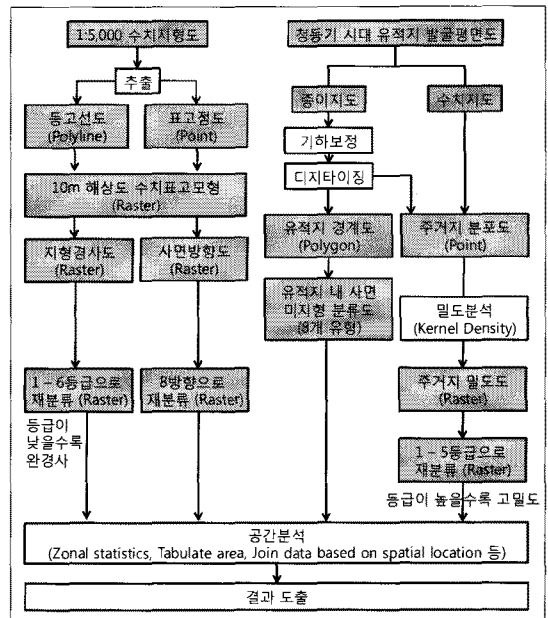 1:5,000 수치지형도
청동기 시대 유적지 발굴평면도
추출
종이지도
수치지도
등고선도
(Polyline)
표고점도
(Point)
기하보정
디지타이징
10m 해상도 수치표고모형
(Raster)
지형경사도
(Raster)
사면방향도
(Raster)
유적지 경계도
(Polygon)
주거지 분포도
(Point)
유적지 내 사면
미지형 분류도
(8개 유형)
밀도분석
(Kernel Density)
1 – 6등급으로
재분류 (Raster)
8방향으로
재분류 (Raster)
주거지 밀도도
(Raster)
등급이
낮을수록
완경사
1 – 5등급으로
재분류 (Raster)
등급이 높을수록 고밀도
공간분석
(Zonal statistics, Tabulate area, Join data based on spatial location 등)
결과 도출